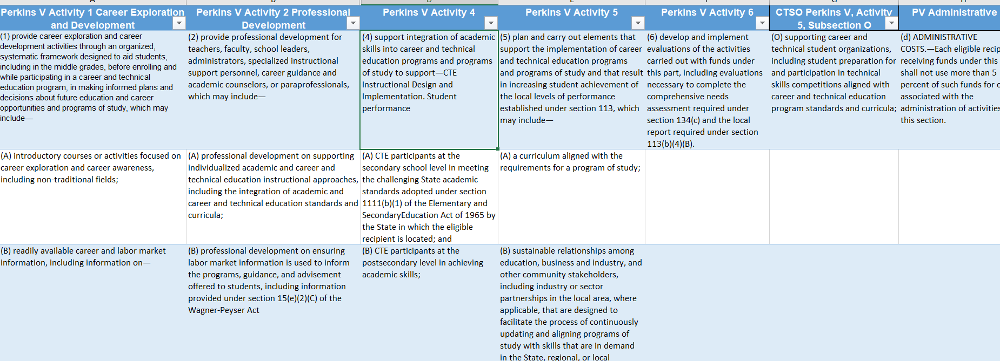 Perkins V Activity 1 Career Exploration
and Development
Perkins V Activity 2 Professional
Development
Perkins V Activity 4
Perkins V Activity 5
Perkins V Activity 6
CTSO Perkins V, Activity
5, Subsection O
PV Administrative
(1) provide career exploration and career
development activities through an organized,
systematic framework designed to aid students,
including in the middle grades, before enrolling and
while participating in a career and technical
education program, in making informed plans and
decisions about future education and career
opportunities and programs of study, which may
include—
(2) provide professional development for
teachers, faculty, school leaders,
administrators, specialized instructional
support personnel, career guidance and
academic counselors, or paraprofessionals,
which may include—
(4) support integration of academic
skills into career and technical
education programs and programs
of study to support—CTE
Instructional Design and
Implementation. Student
performance
(5) plan and carry out elements that
support the implementation of career
and technical education programs
and programs of study and that result
in increasing student achievement of
the local levels of performance
established under section 113, which
may include—
(6) develop and implement
evaluations of the activities
carried out with funds under
this part, including evaluations
necessary to complete the
comprehensive needs
assessment required under
section 134(c) and the local
report required under section
113(b)(4)(B).
(O) supporting career and
technical student organizations,
including student preparation for
and participation in technical
skills competitions aligned with
career and technical education
program standards and curricula;
(d) ADMINISTRATIVE
COSTS.—Each eligible
receiving funds under this
shall not use more than 5
percent of such funds for
associated with the
administration of activities
this section.
(A) introductory courses or activities focused on
career exploration and career awareness,
including non-traditional fields;
(A) professional development on supporting
individualized academic and career and
technical education instructional approaches,
including the integration of academic and
career and technical education standards and
curricula;
(A) CTE participants at the
secondary school level in meeting
the challenging State academic
standards adopted under section
1111(b)(1) of the Elementary and
SecondaryEducation Act of 1965 by
the State in which the eligible
recipient is located; and
(A) a curriculum aligned with the
requirements for a program of study;
(B) readily available career and labor market
information, including information on—
(B) professional development on ensuring
labor market information is used to inform
the programs, guidance, and advisement
offered to students, including information
provided under section 15(e)(2)(C) of the
Wagner-Peyser Act
(B) CTE participants at the
postsecondary level in achieving
academic skills;
(B) sustainable relationships among
education, business and industry, and
other community stakeholders,
including industry or sector
partnerships in the local area, where
applicable, that are designed to
facilitate the process of continuously
updating and aligning programs of
study with skills that are in demand
in the State, regional, or local